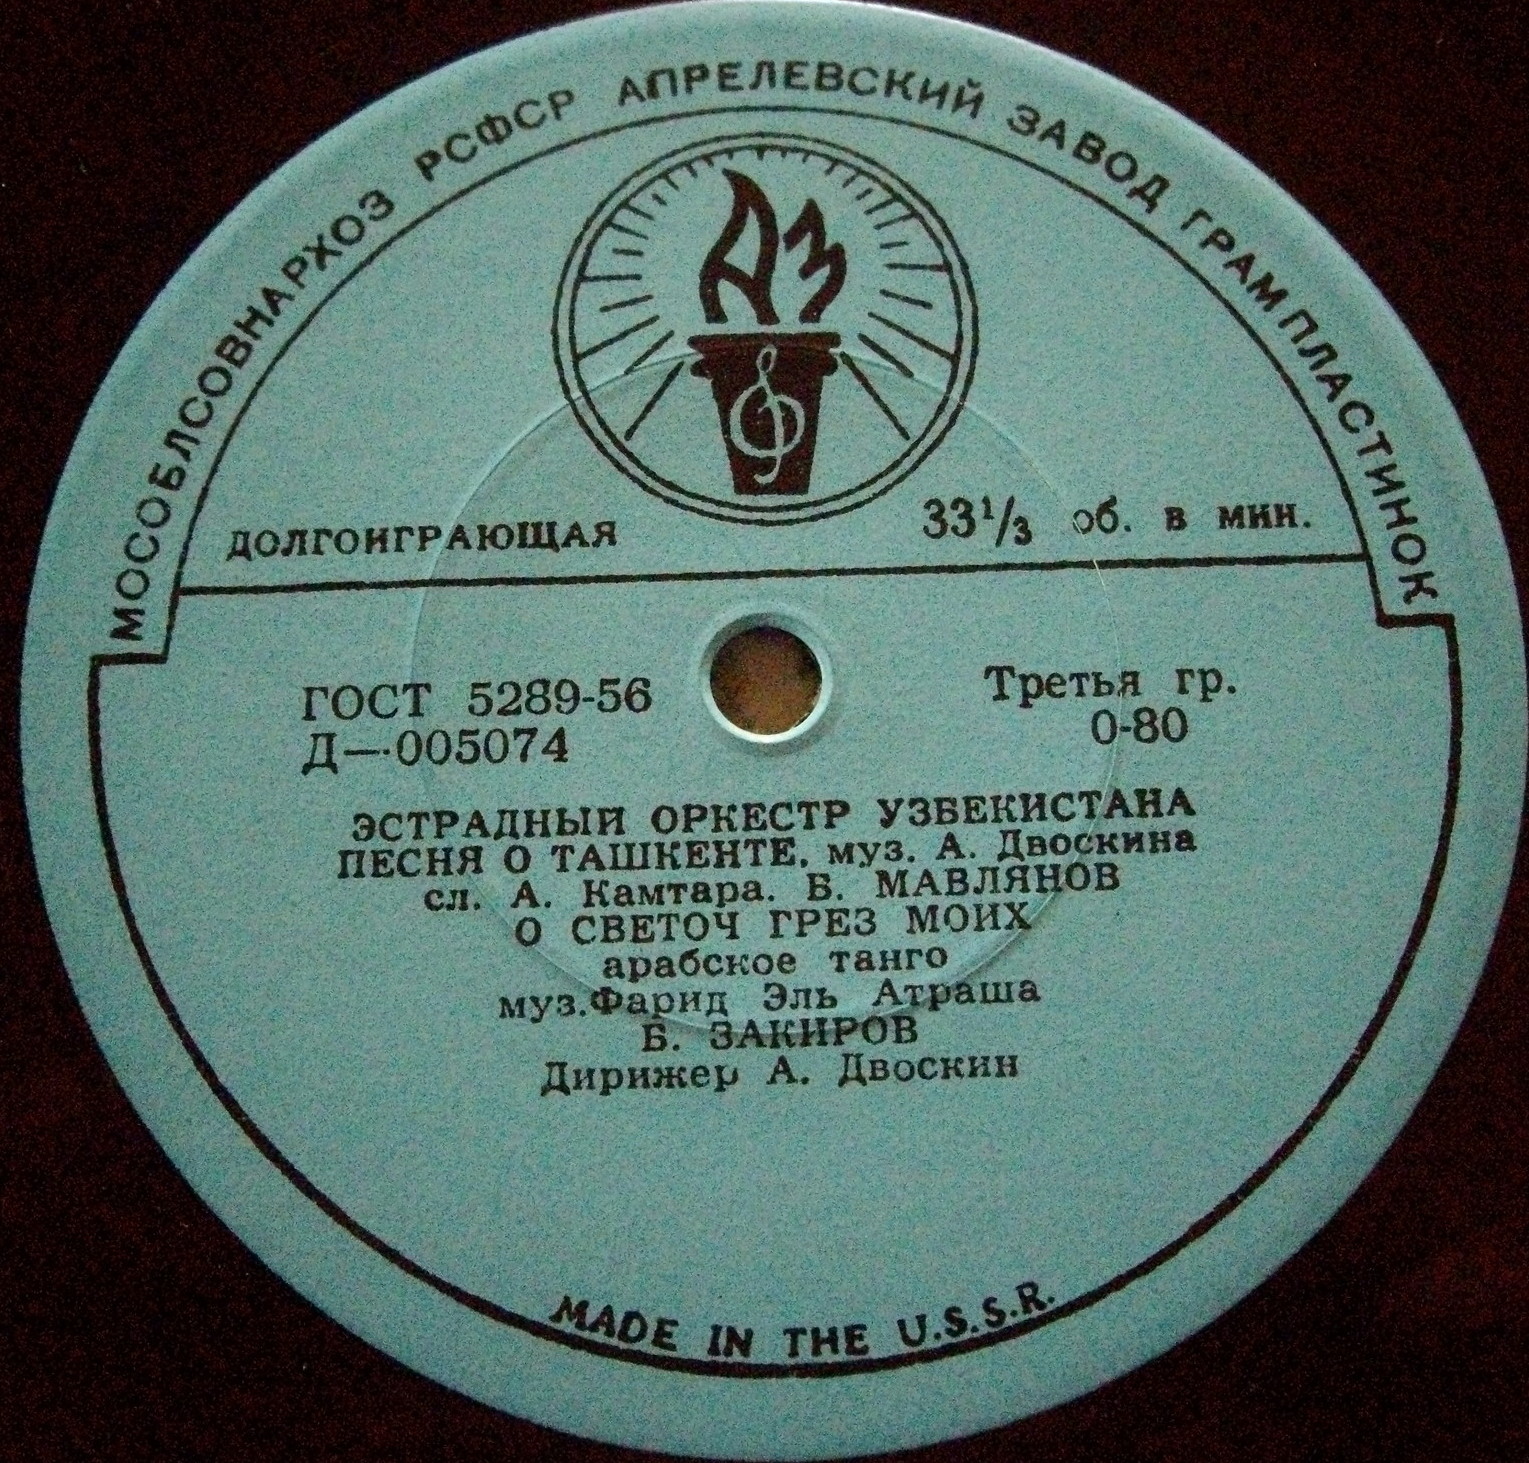 МОСОБЛСОВНАРХОЗ РСФСР АПРЕЛЕВСКИЙ ЗАВОД ГРАМПЛАСТИНОК
АЗ
ДОЛГОИГРАЮЩАЯ 33⅓ об. в мин.
ГОСТ 5289-56 Третья гр.
Д—005074 0-80
ЭСТРАДНЫЙ ОРКЕСТР УЗБЕКИСТАНА
ПЕСНЯ О ТАШКЕНТЕ. муз. А. Двоскина
сл. А. Камтара. Б. МАВЛЯНОВ
О СВЕТОЧ ГРЕЗ МОИХ
арабское танго
муз.Фарид Эль Атраша
Б. ЗАКИРОВ
Дирижер А. Двоскин
MADE IN THE U.S.S.R.